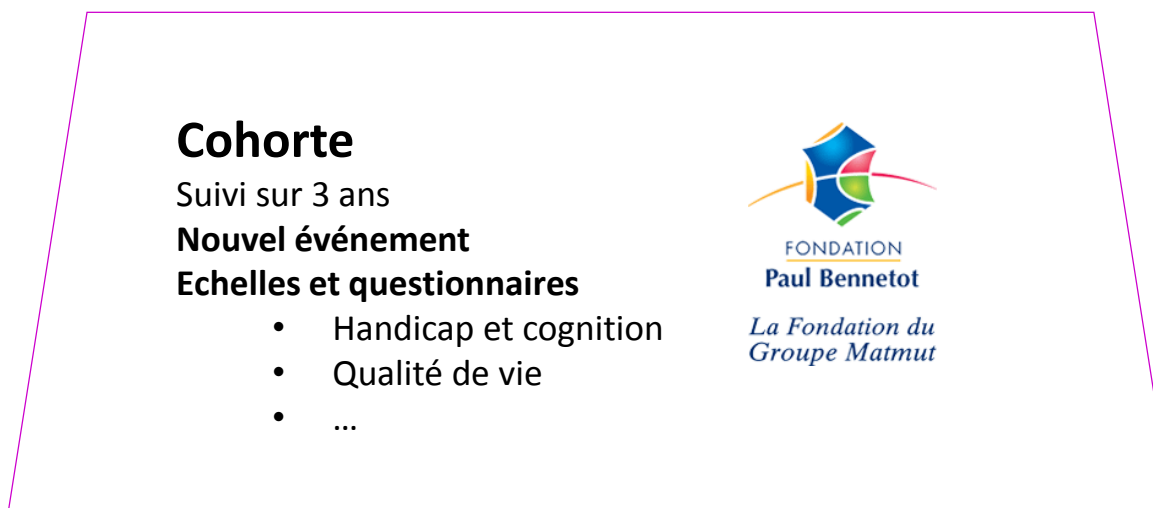 Cohorte
Suivi sur 3 ans
Nouvel événement
Echelles et questionnaires
• Handicap et cognition
• Qualité de vie
• …
FONDATION
Paul Bennetot
La Fondation du
Groupe Matmut